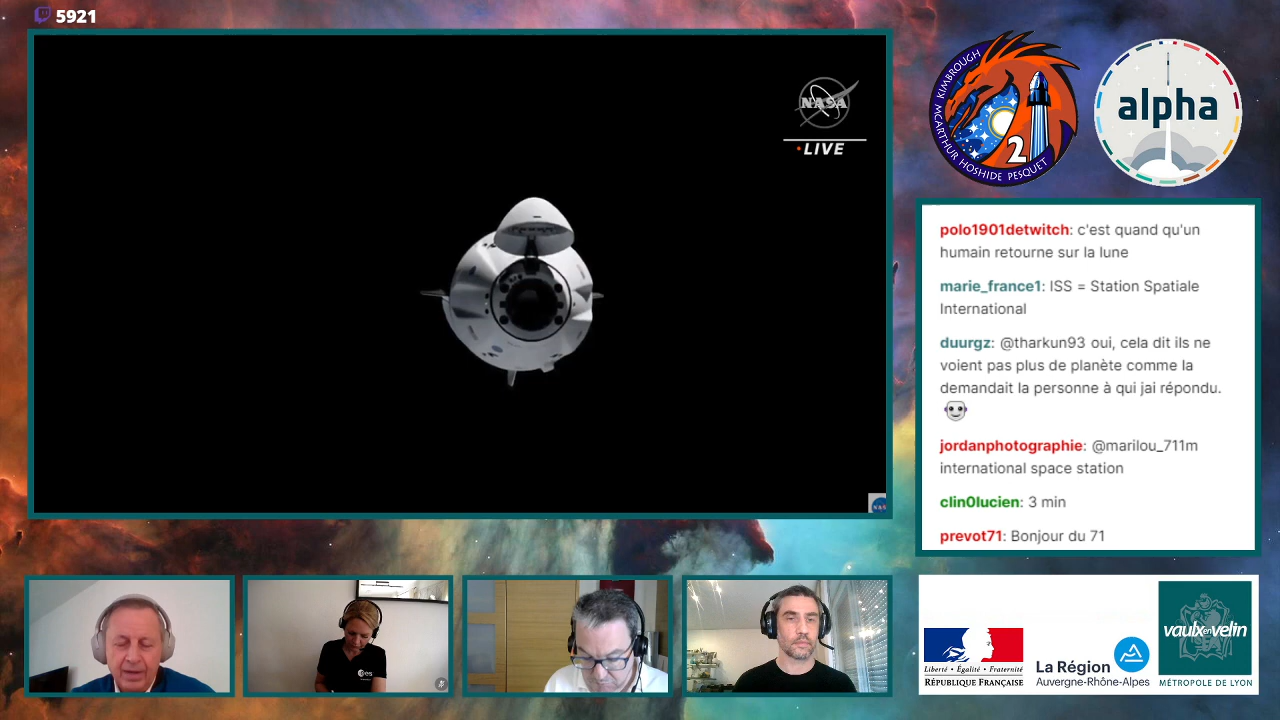 5921
NASA
LIVE
MCARTHUR KIMBROUGH
HOSHIDE PESQUET
2
alpha
polo1901detwitch: c'est quand qu'un
humain retourne sur la lune
marie_france1: ISS = Station Spatiale
International
duurgz: @tharkun93 oui, cela dit ils ne
voient pas plus de planète comme la
demandait la personne à qui jai répondu.
jordanphotographie: @marilou_711m
international space station
clin0lucien: 3 min
prevot71: Bonjour du 71
Liberté • Égalité • Fraternité
RÉPUBLIQUE FRANÇAISE
La Région
Auvergne-Rhône-Alpes
vaulx en velin
MÉTROPOLE DE LYON